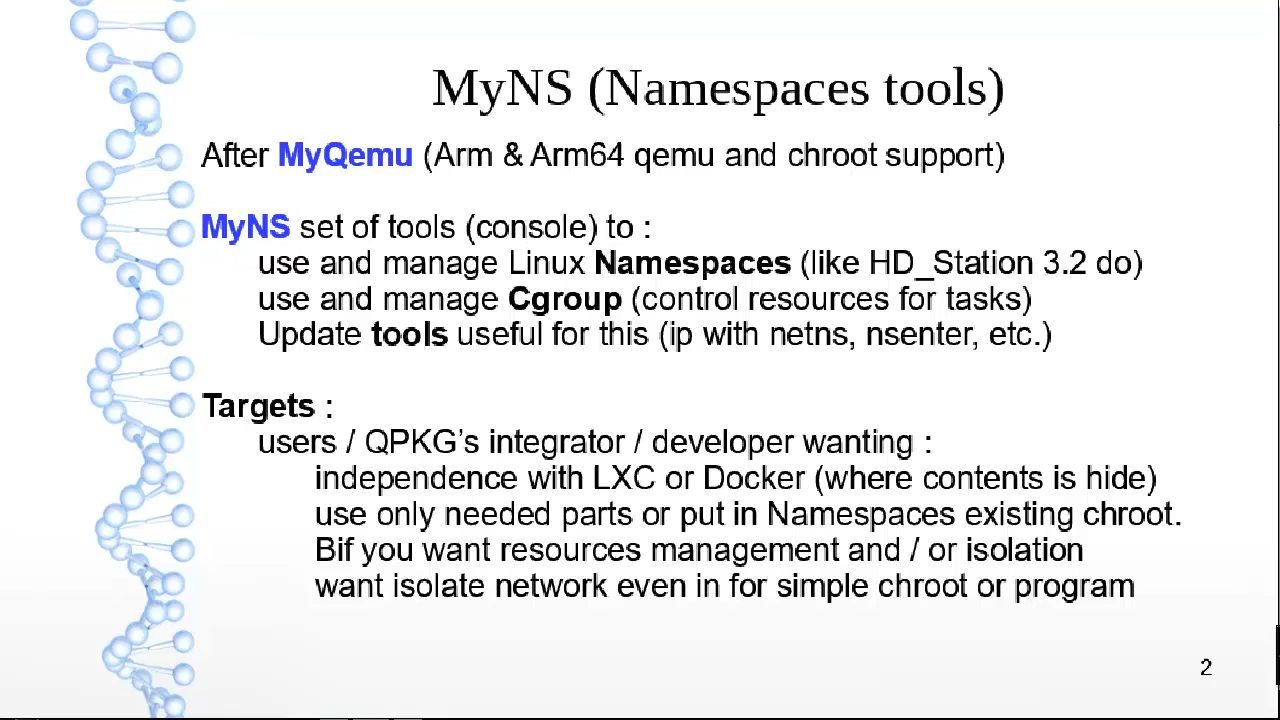 MyNS (Namespaces tools)
After MyQemu (Arm & Arm64 qemu and chroot support)
MyNS set of tools (console) to :
use and manage Linux Namespaces (like HD_Station 3.2 do)
use and manage Cgroup (control resources for tasks)
Update tools useful for this (ip with netns, nsenter, etc.)
Targets :
users / QPKG’s integrator / developer wanting :
independence with LXC or Docker (where contents is hide)
use only needed parts or put in Namespaces existing chroot.
Bif you want resources management and / or isolation
want isolate network even in for simple chroot or program
2